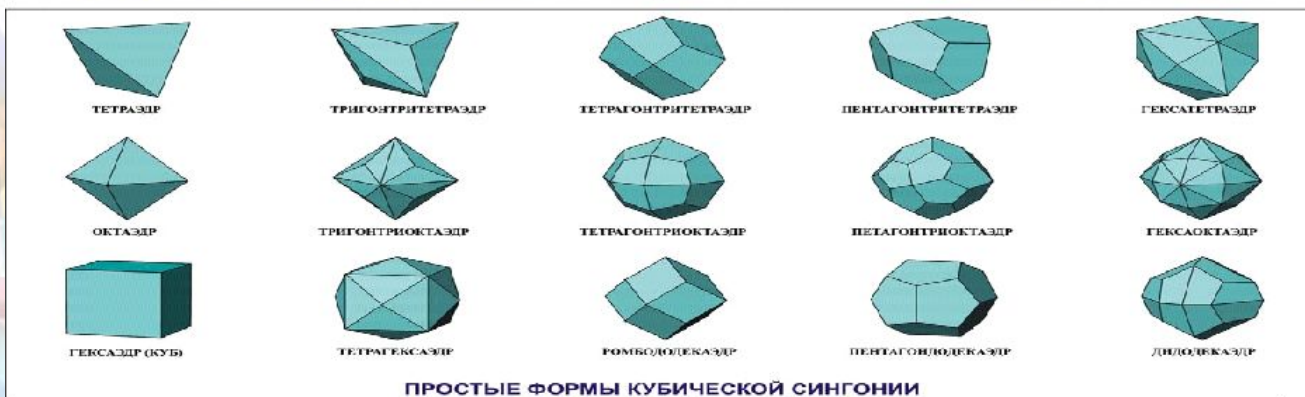 ТЕТРАЭДР ТРИГОНТРИТЕТРАЭДР ТЕТРАГОНТРИТЕТРАЭДР ПЕНТАГОНТРИТЕТРАЭДР ГЕКСАТЕТРАЭДР
ОКТАЭДР ТРИГОНТРИОКТАЭДР ТЕТРАГОНТРИОКТАЭДР ПЕТАГОНТРИОКТАЭДР ГЕКСАОКТАЭДР
ГЕКСАЭДР (КУБ) ТЕТРАГЕКСАЭДР РОМБОДОДЕКАЭДР ПЕНТАГОНДОДЕКАЭДР ДИДОДЕКАЭДР
ПРОСТЫЕ ФОРМЫ КУБИЧЕСКОЙ СИНГОНИИ